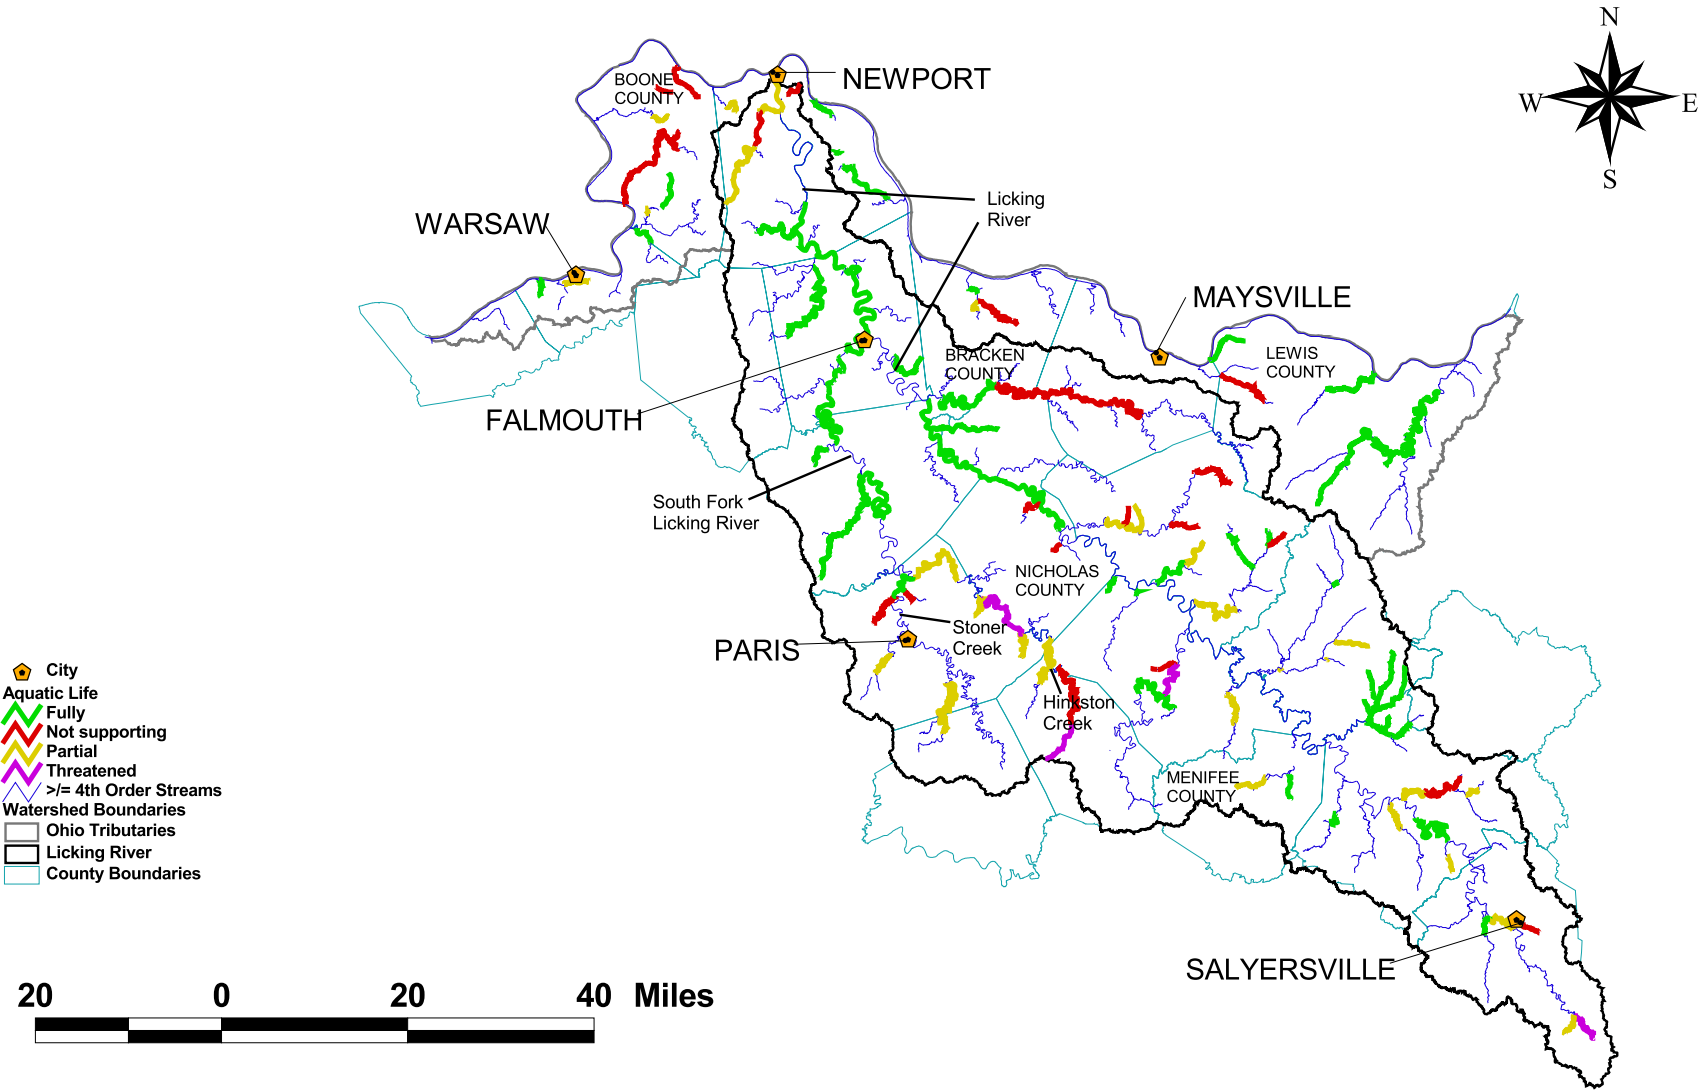 N
W
E
S
BOONE
COUNTY
NEWPORT
WARSAW
Licking
River
MAYSVILLE
BRACKEN
COUNTY
LEWIS
COUNTY
FALMOUTH
South Fork
Licking River
NICHOLAS
COUNTY
Stoner
Creek
PARIS
Hinkston
Creek
MENIFEE
COUNTY
SALYERSVILLE
City
Aquatic Life
Fully
Not supporting
Partial
Threatened
>/= 4th Order Streams
Watershed Boundaries
Ohio Tributaries
Licking River
County Boundaries
20 0 20 40 Miles